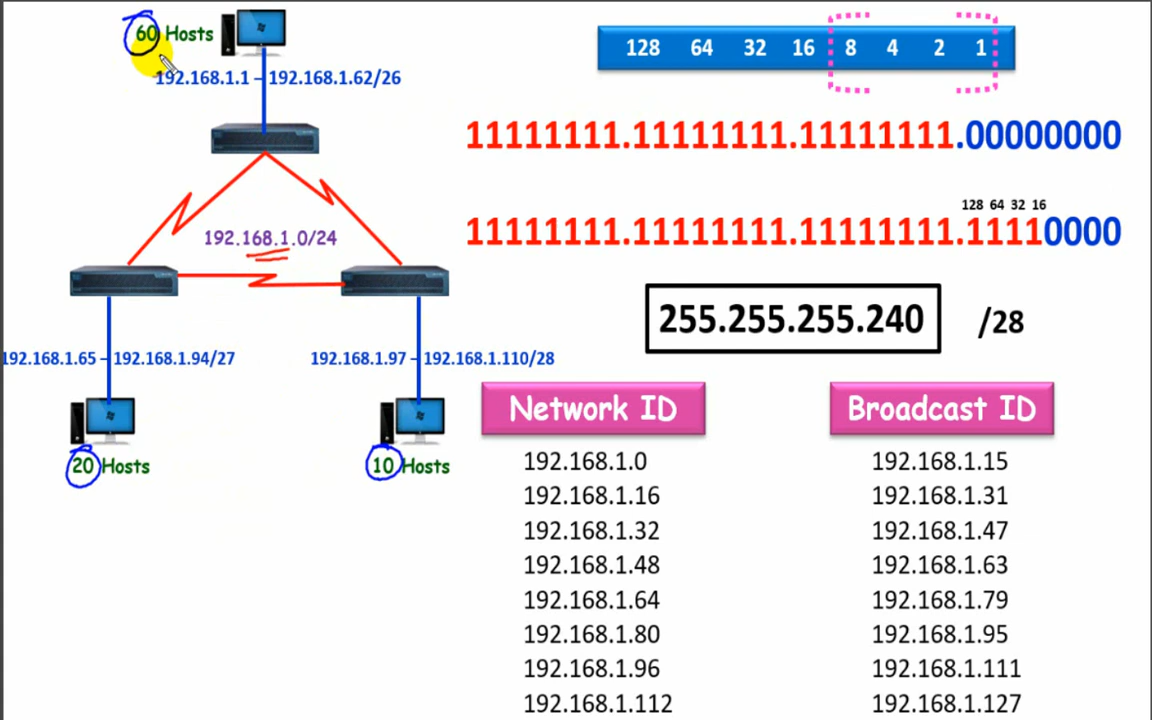 60 Hosts
192.168.1.1 – 192.168.1.62/26
192.168.1.0/24
192.168.1.65 – 192.168.1.94/27
192.168.1.97 – 192.168.1.110/28
20 Hosts
10 Hosts
128 64 32 16 8 4 2 1
11111111.11111111.11111111.00000000
128 64 32 16
11111111.11111111.11111111.11110000
255.255.255.240 /28
Network ID Broadcast ID
192.168.1.0 192.168.1.15
192.168.1.16 192.168.1.31
192.168.1.32 192.168.1.47
192.168.1.48 192.168.1.63
192.168.1.64 192.168.1.79
192.168.1.80 192.168.1.95
192.168.1.96 192.168.1.111
192.168.1.112 192.168.1.127